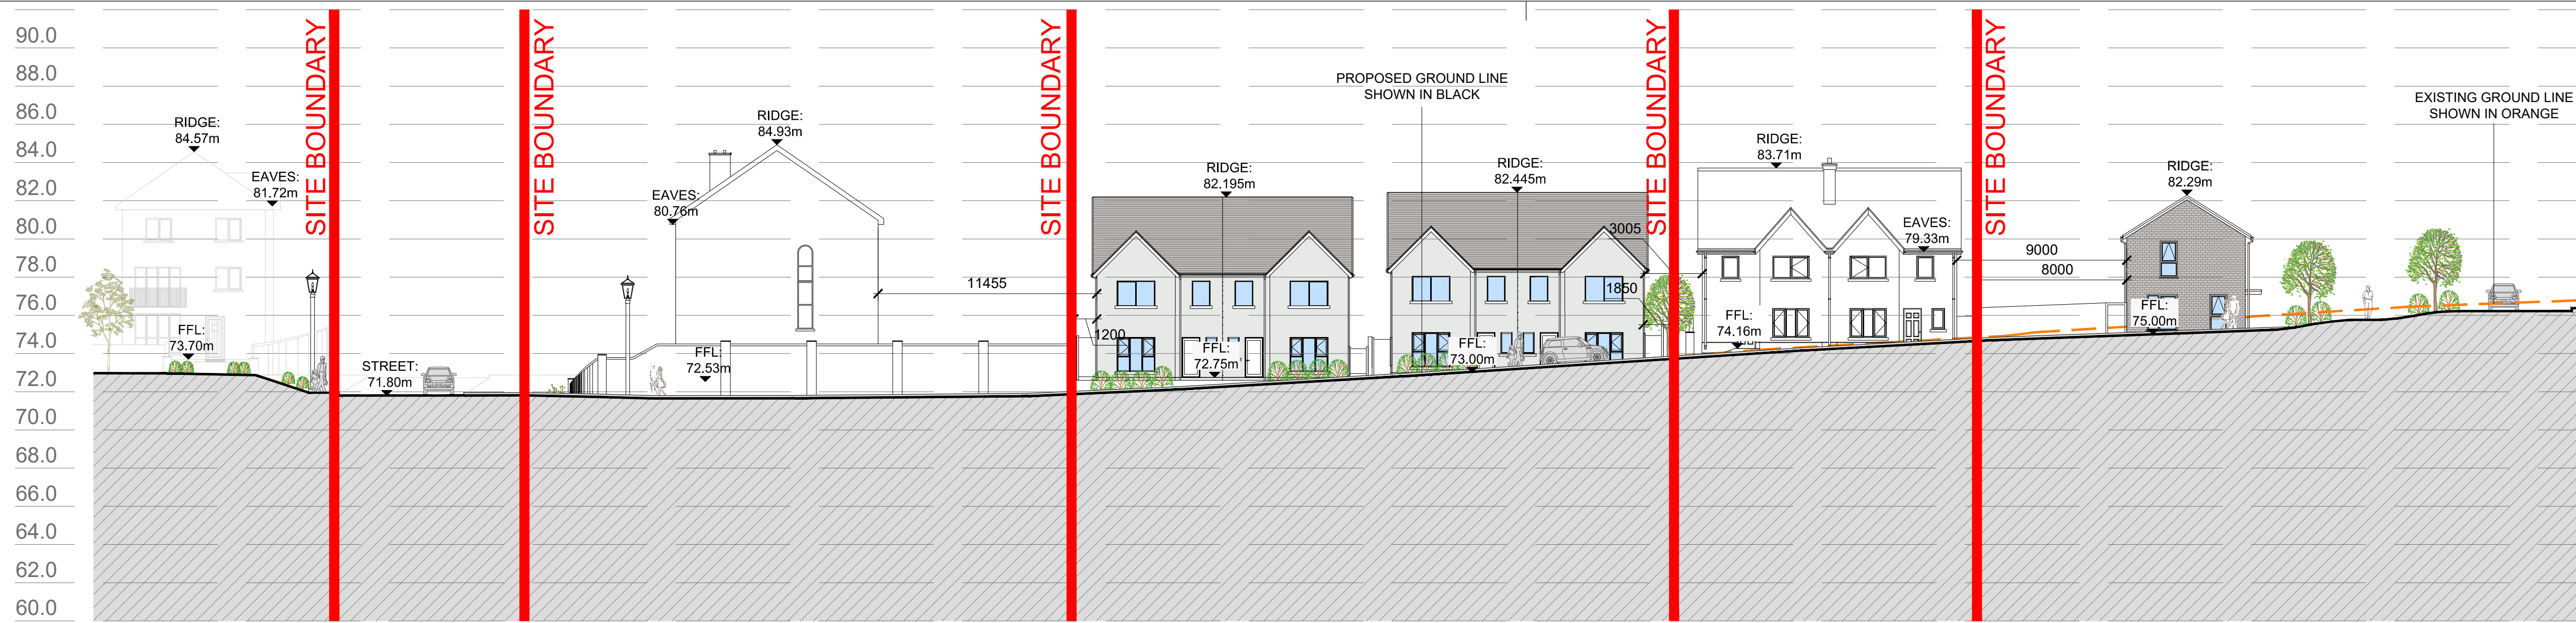 90.0
88.0
86.0
84.0
82.0
80.0
78.0
76.0
74.0
72.0
70.0
68.0
66.0
64.0
62.0
60.0
RIDGE:
84.57m
EAVES:
81.72m
FFL:
73.70m
SITE BOUNDARY
STREET:
71.80m
SITE BOUNDARY
RIDGE:
84.93m
EAVES:
80.76m
FFL:
72.53m
11455
SITE BOUNDARY
1200
RIDGE:
82.195m
FFL:
72.75m
PROPOSED GROUND LINE
SHOWN IN BLACK
RIDGE:
82.445m
FFL:
73.00m
3005
1850
SITE BOUNDARY
RIDGE:
83.71m
EAVES:
79.33m
FFL:
74.16m
SITE BOUNDARY
9000
8000
RIDGE:
82.29m
FFL:
75.00m
EXISTING GROUND LINE
SHOWN IN ORANGE